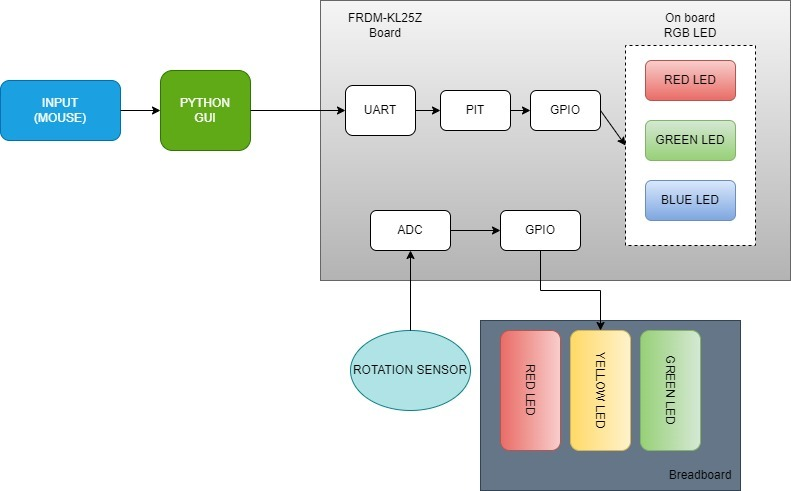 FRDM-KL25Z
Board
On board
RGB LED
INPUT
(MOUSE)
PYTHON
GUI
UART
PIT
GPIO
RED LED
GREEN LED
BLUE LED
ADC
GPIO
ROTATION SENSOR
RED LED
YELLOW LED
GREEN LED
Breadboard